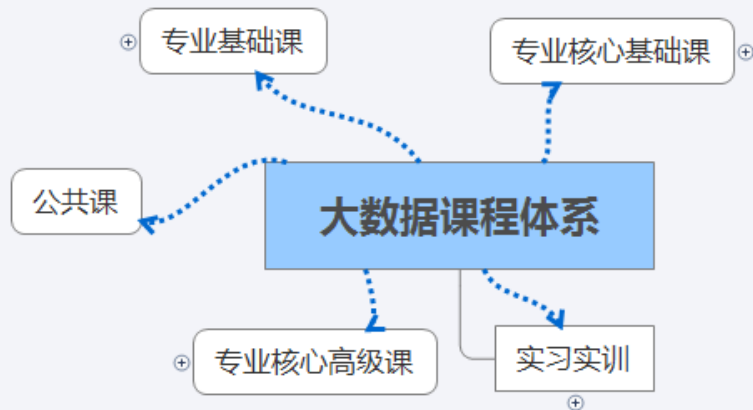 专业基础课
专业核心基础课
公共课
大数据课程体系
专业核心高级课
实习实训